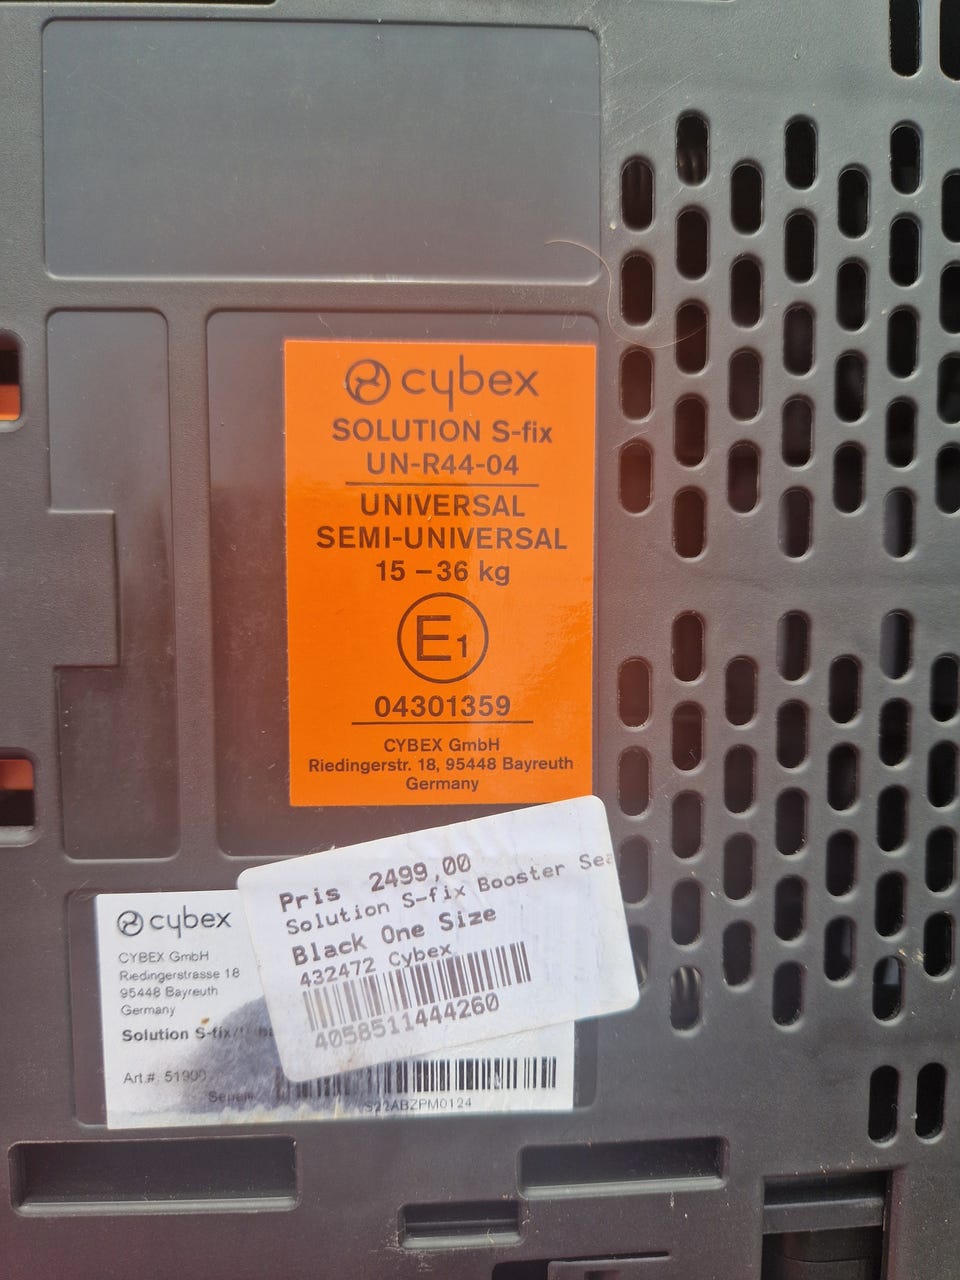 cybex
SOLUTION S-fix
UN-R44-04
UNIVERSAL
SEMI-UNIVERSAL
15 – 36 kg
E1
04301359
CYBEX GmbH
Riedingerstr. 18, 95448 Bayreuth
Germany
Pris 2499,00
Solution S-fix Booster Sea
Black One Size
432472 Cybex
4058511444260
cybex
CYBEX GmbH
Riedingerstrasse 18
95448 Bayreuth
Germany
Solution S-fix
Art.#: 51900
S22ABZPM0124